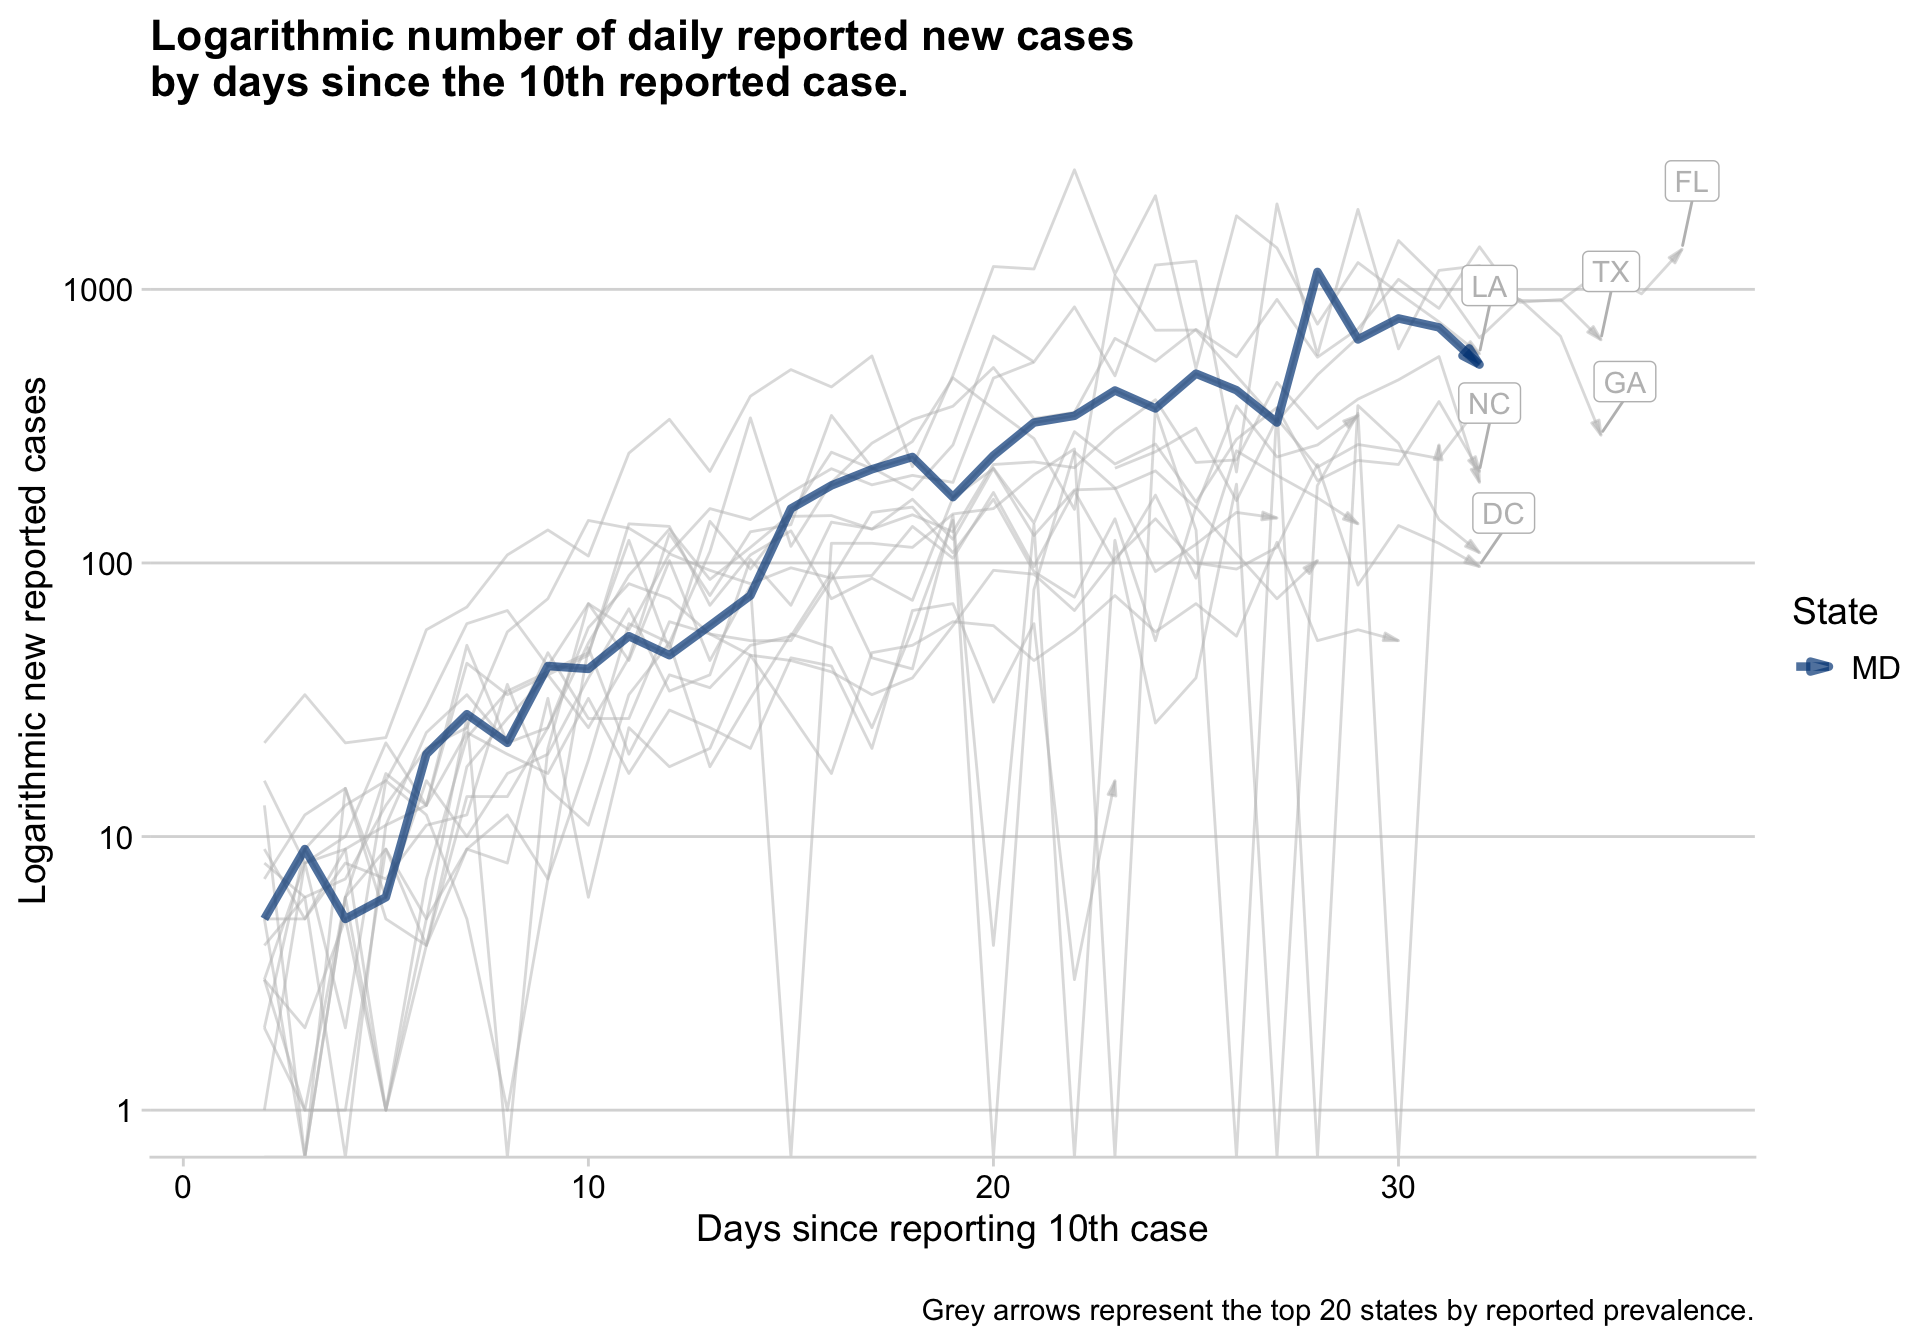 Logarithmic number of daily reported new cases
by days since the 10th reported case.
Logarithmic new reported cases
1000
100
10
1
FL
TX
LA
GA
NC
DC
State
MD
0
10
20
30
Days since reporting 10th case
Grey arrows represent the top 20 states by reported prevalence.